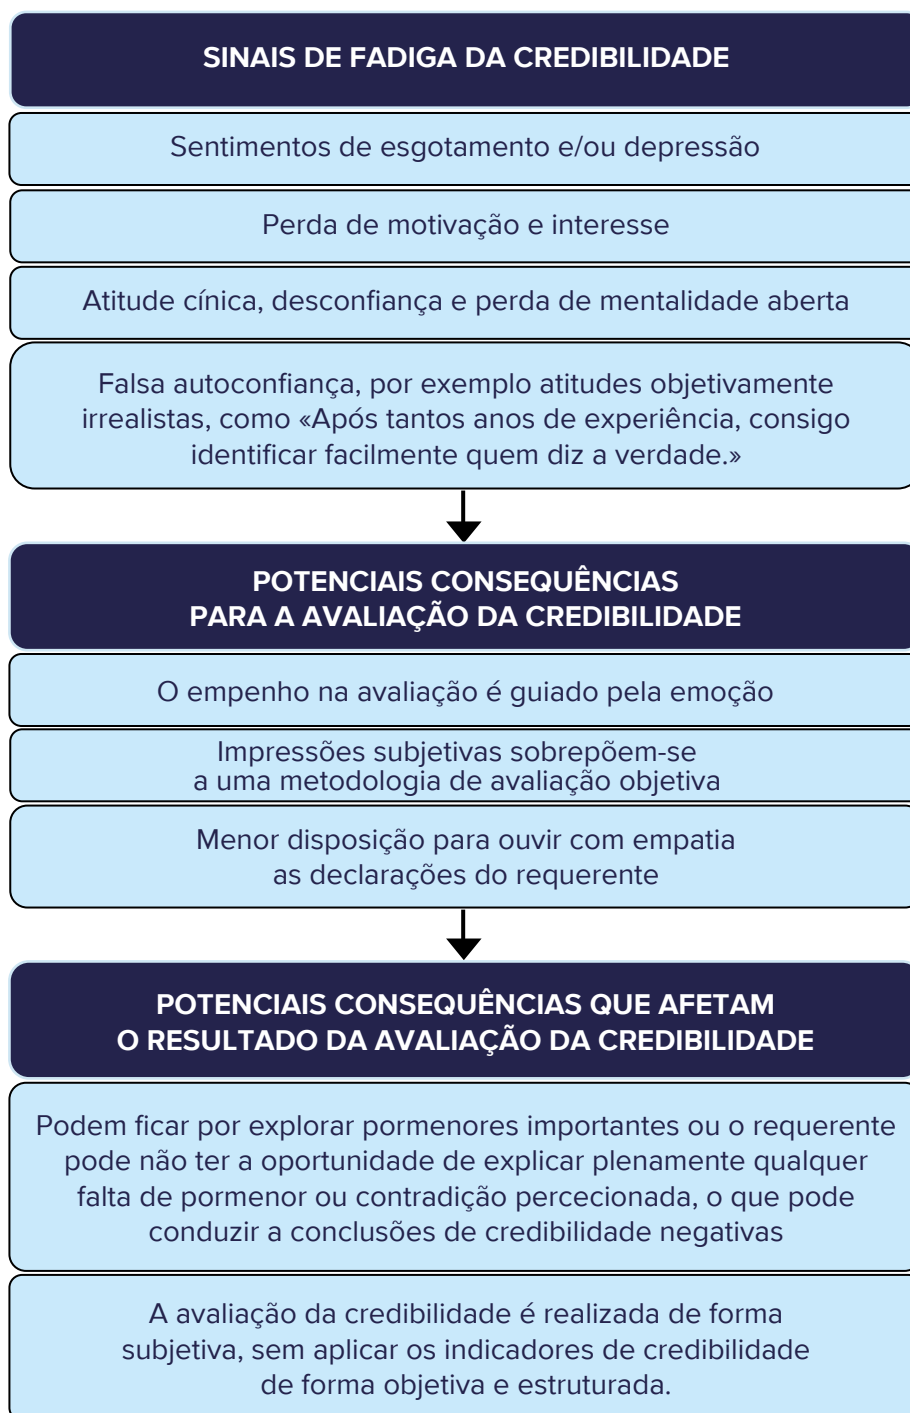 SINAIS DE FADIGA DA CREDIBILIDADE
Sentimentos de esgotamento e/ou depressão
Perda de motivação e interesse
Atitude cínica, desconfiança e perda de mentalidade aberta
Falsa autoconfiança, por exemplo atitudes objetivamente
irrealistas, como «Após tantos anos de experiência, consigo
identificar facilmente quem diz a verdade.»
POTENCIAIS CONSEQUÊNCIAS
PARA A AVALIAÇÃO DA CREDIBILIDADE
O empenho na avaliação é guiado pela emoção
Impressões subjetivas sobrepõem-se
a uma metodologia de avaliação objetiva
Menor disposição para ouvir com empatia
as declarações do requerente
POTENCIAIS CONSEQUÊNCIAS QUE AFETAM
O RESULTADO DA AVALIAÇÃO DA CREDIBILIDADE
Podem ficar por explorar pormenores importantes ou o requerente
pode não ter a oportunidade de explicar plenamente qualquer
falta de pormenor ou contradição percecionada, o que pode
conduzir a conclusões de credibilidade negativas
A avaliação da credibilidade é realizada de forma
subjetiva, sem aplicar os indicadores de credibilidade
de forma objetiva e estruturada.